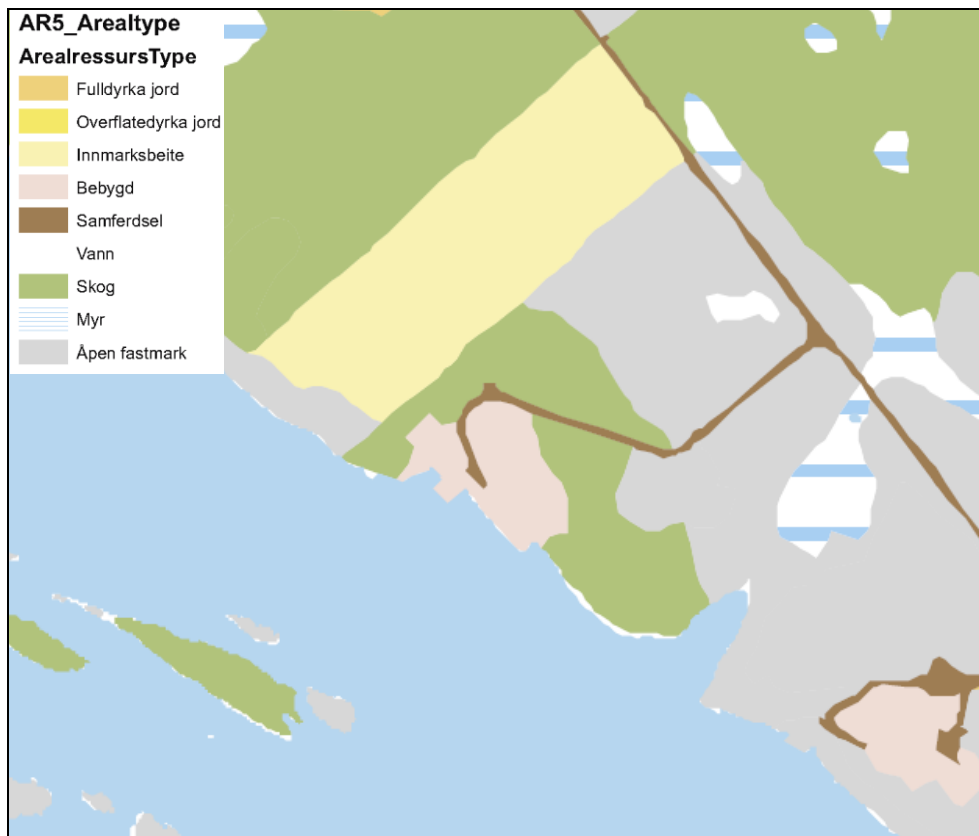 AR5_Arealtype
ArealressursType
Fulldyrka jord
Overflatedyrka jord
Innmarksbeite
Bebygd
Samferdsel
Vann
Skog
Myr
Åpen fastmark